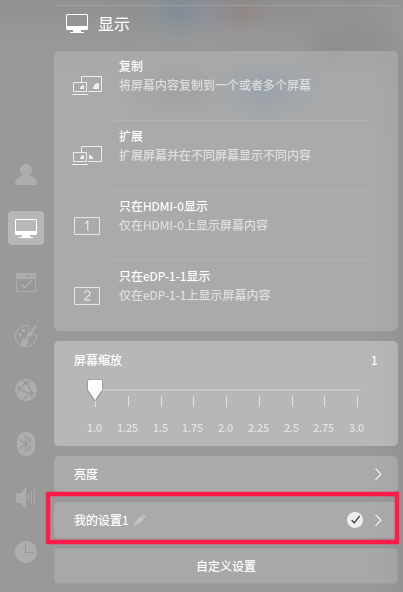 显示
复制
将屏幕内容复制到一个或者多个屏幕
扩展
扩展屏幕并在不同屏幕显示不同内容
1
只在HDMI-0显示
仅在HDMI-0上显示屏幕内容
2
只在eDP-1-1显示
仅在eDP-1-1上显示屏幕内容
屏幕缩放 1
1.0 1.25 1.5 1.75 2.0 2.25 2.5 2.75 3.0
亮度
我的设置1
自定义设置